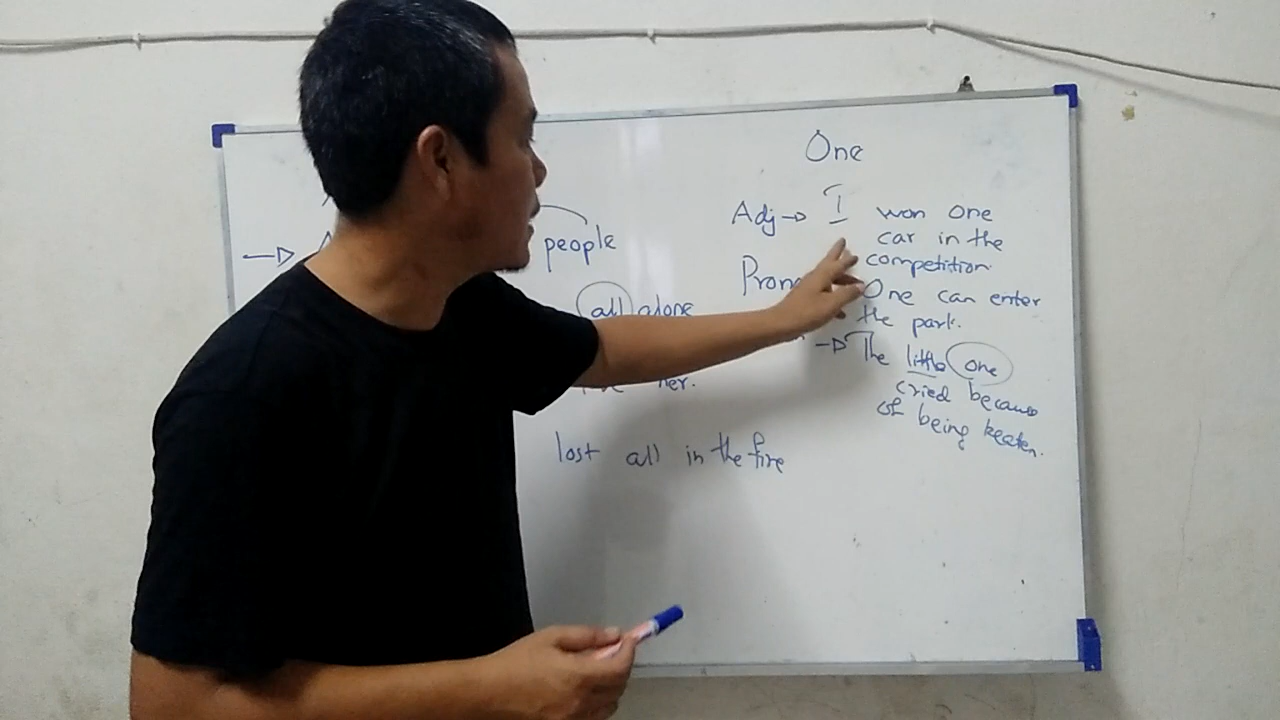 people
all alone
her.
lost all in the fire
One
Adj → I won one
car in the
competition
Pron
One can enter
the park.
→ The little one
cried because
of being beaten.